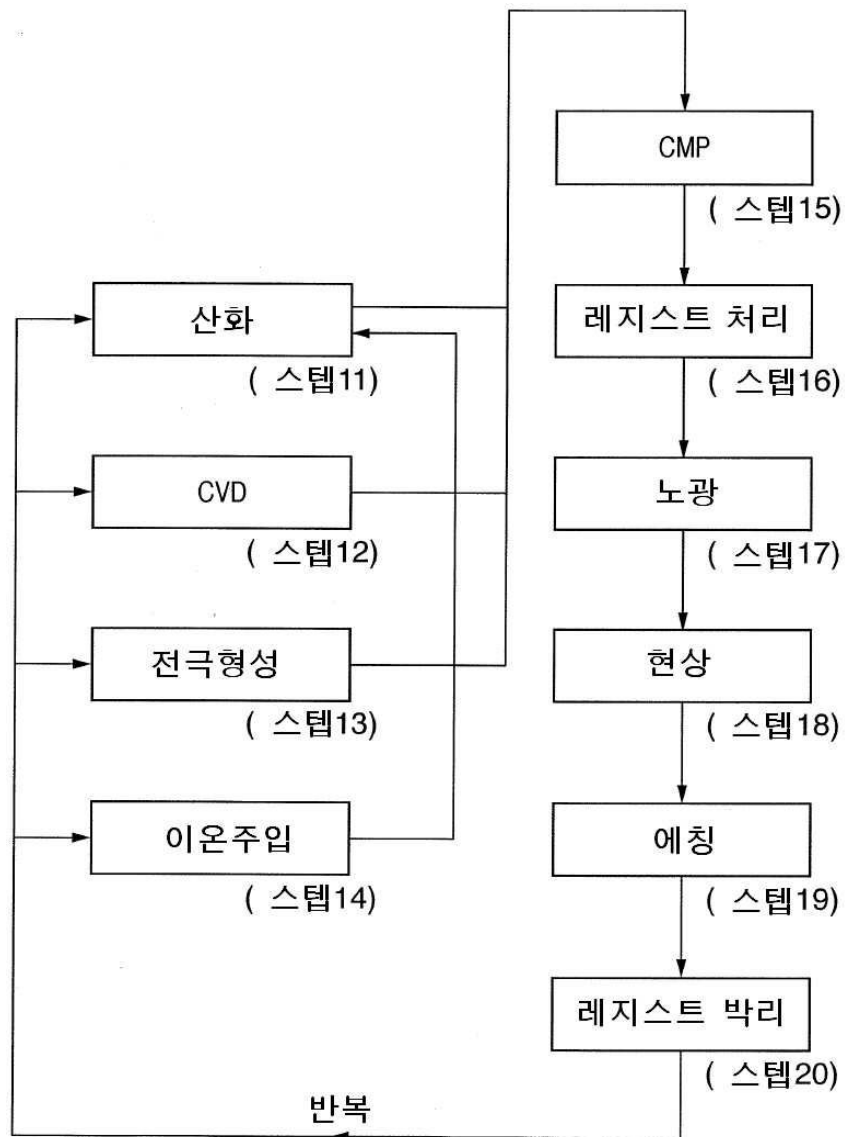 CMP
( 스텝15)
산화
( 스텝11)
레지스트 처리
( 스텝16)
CVD
( 스텝12)
노광
( 스텝17)
전극형성
( 스텝13)
현상
( 스텝18)
이온주입
( 스텝14)
에칭
( 스텝19)
레지스트 박리
( 스텝20)
반복